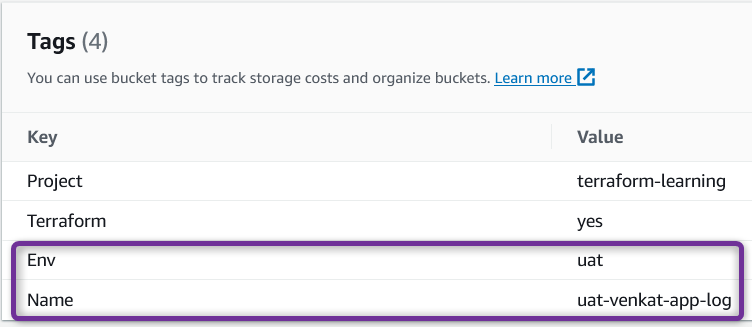 Tags (4)
You can use bucket tags to track storage costs and organize buckets. Learn more
Key Value
Project terraform-learning
Terraform yes
Env uat
Name uat-venkat-app-log